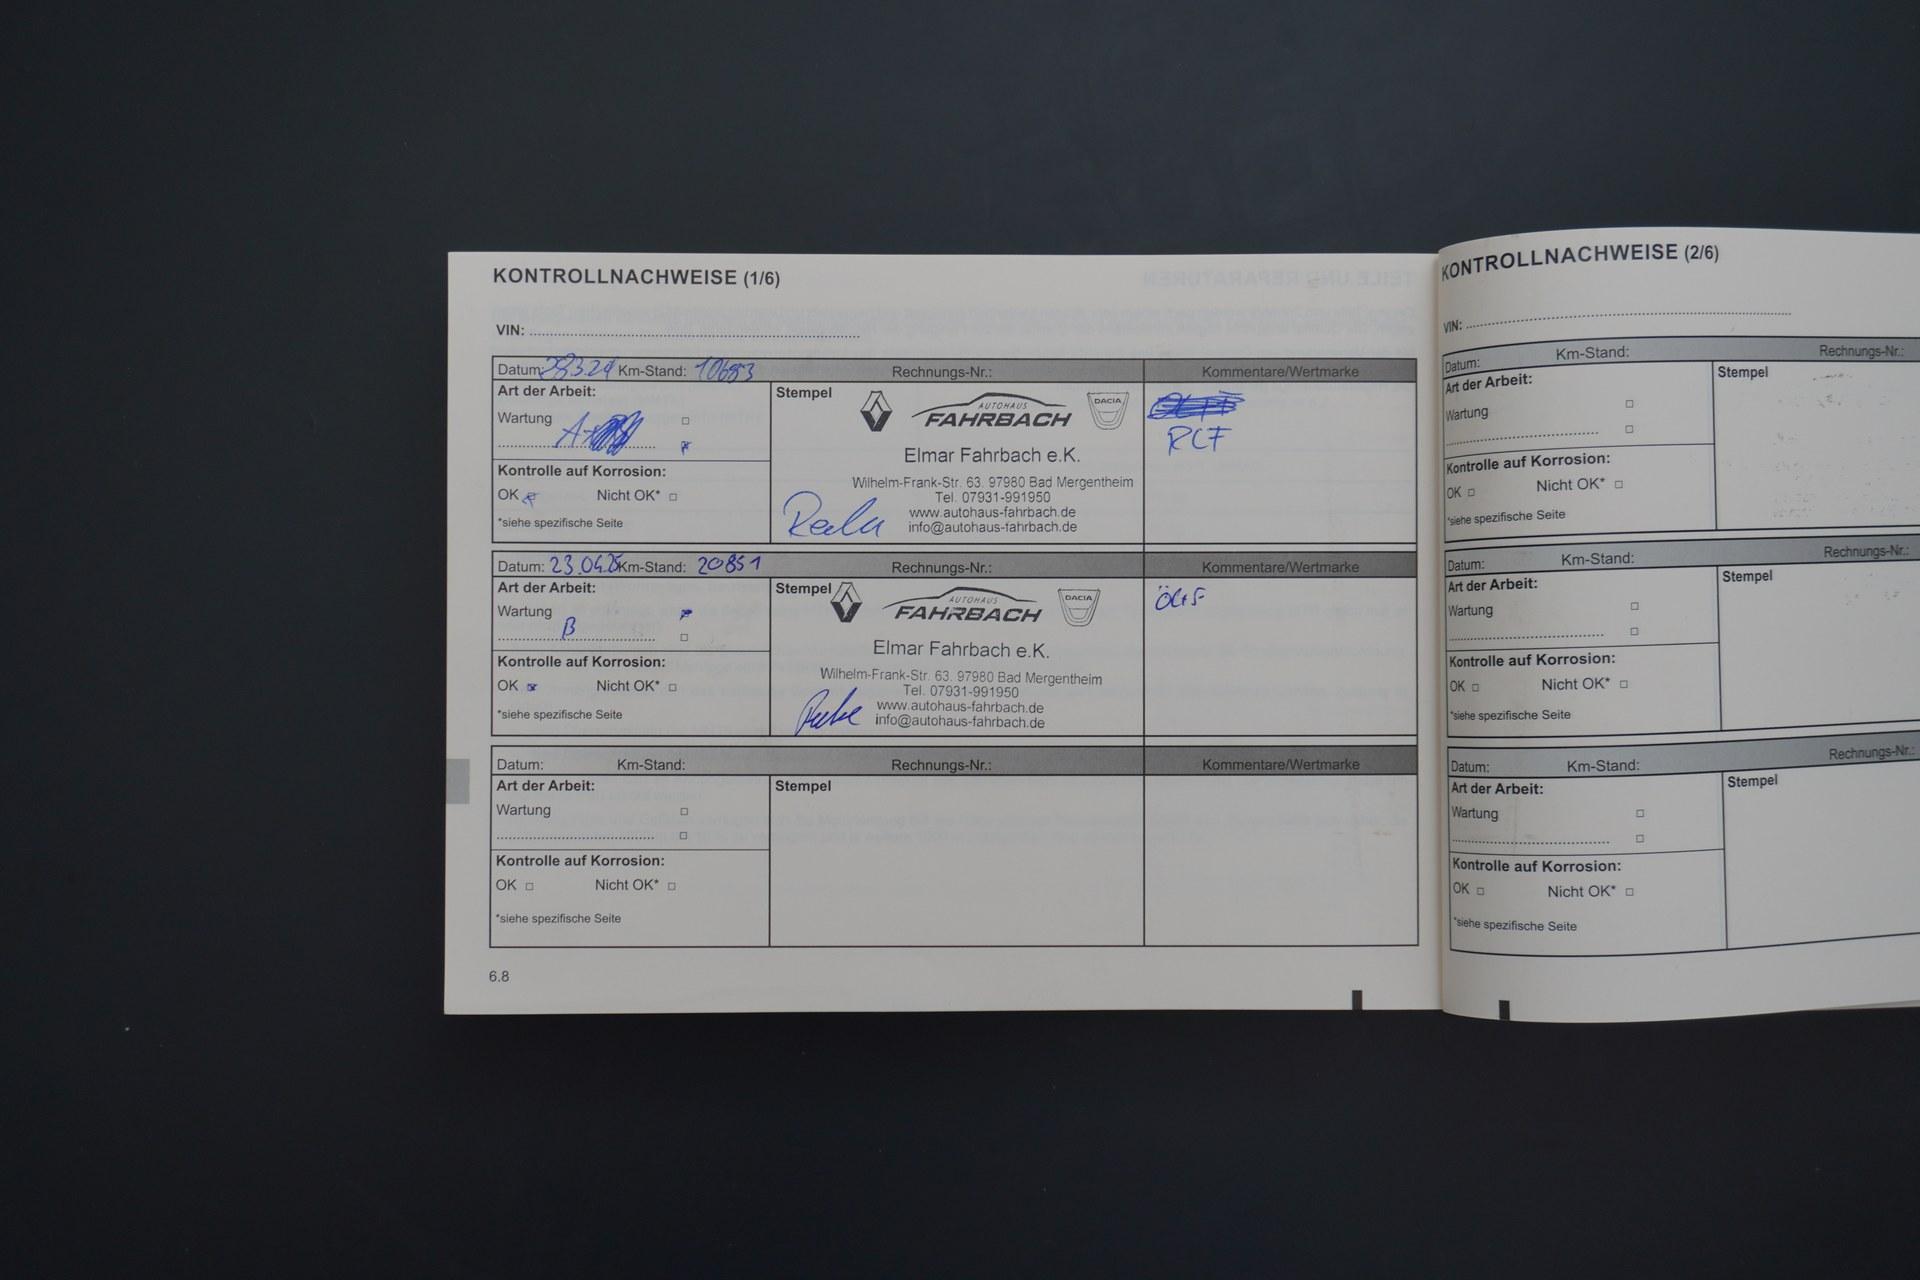 KONTROLLNACHWEISE (1/6)
VIN:
Datum: 28.3.24 Km-Stand: 10683 Rechnungs-Nr.: Kommentare/Wertmarke
Art der Arbeit:
Wartung
A
Kontrolle auf Korrosion:
OK Nicht OK*
*siehe spezifische Seite
Stempel
AUTOHAUS
FAHRBACH
DACIA
Elmar Fahrbach e.K.
Wilhelm-Frank-Str. 63. 97980 Bad Mergentheim
Tel. 07931-991950
www.autohaus-fahrbach.de
info@autohaus-fahrbach.de
RCF
Datum: 23.04.25 Km-Stand: 20851 Rechnungs-Nr.: Kommentare/Wertmarke
Art der Arbeit:
Wartung
B
Kontrolle auf Korrosion:
OK Nicht OK*
*siehe spezifische Seite
Stempel
AUTOHAUS
FAHRBACH
DACIA
Elmar Fahrbach e.K.
Wilhelm-Frank-Str. 63. 97980 Bad Mergentheim
Tel. 07931-991950
www.autohaus-fahrbach.de
info@autohaus-fahrbach.de
Datum: Km-Stand: Rechnungs-Nr.: Kommentare/Wertmarke
Art der Arbeit:
Wartung
Kontrolle auf Korrosion:
OK Nicht OK*
*siehe spezifische Seite
Stempel
6.8
KONTROLLNACHWEISE (2/6)
VIN:
Datum: Km-Stand: Rechnungs-Nr.:
Art der Arbeit:
Wartung
Kontrolle auf Korrosion:
OK Nicht OK*
*siehe spezifische Seite
Stempel
Datum: Km-Stand: Rechnungs-Nr.:
Art der Arbeit:
Wartung
Kontrolle auf Korrosion:
OK Nicht OK*
*siehe spezifische Seite
Stempel
Datum: Km-Stand: Rechnungs-Nr.:
Art der Arbeit:
Wartung
Kontrolle auf Korrosion:
OK Nicht OK*
*siehe spezifische Seite
Stempel